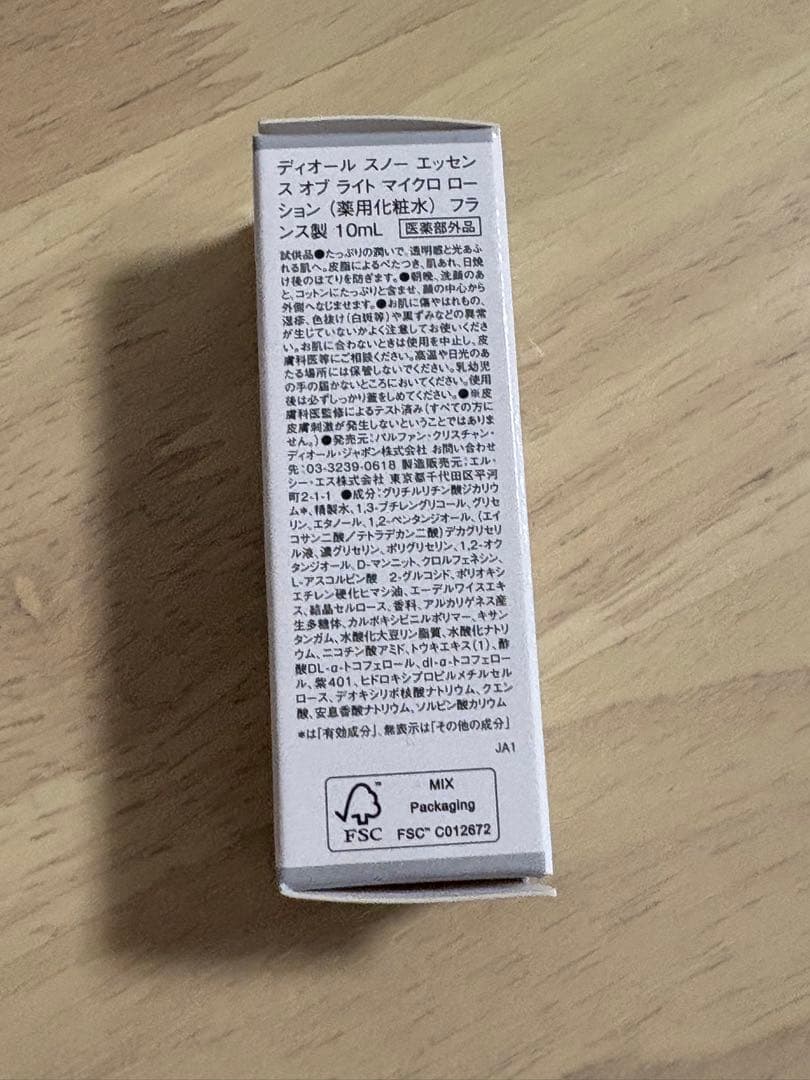 ディオール スノー エッセン
ス オブ ライト マイクロ ロー
ション（薬用化粧水） フラ
ンス製 10mL 医薬部外品
試供品●たっぷりの潤いで、透明感と光あふ
れる肌へ。皮脂によるべたつき、肌あれ、日焼
け後のほてりを防ぎます。●朝晩、洗顔のあ
と、コットンにたっぷりと含ませ、顔の中心から
外側へなじませます。●お肌に傷やはれもの、
湿疹、色抜け（白斑等）や黒ずみなどの異常
が生じていないかよく注意してお使いくださ
い。お肌に合わないときは使用を中止し、皮
膚科医等にご相談ください。高温や日光のあ
たる場所には保管しないでください。乳幼児
の手の届かないところにおいてください。使用
後は必ずしっかり蓋をしめてください。●※皮
膚科医監修によるテスト済み（すべての方に
皮膚刺激が発生しないということではありま
せん。）●発売元：パルファン・クリスチャン・
ディオール・ジャポン株式会社 お問い合わせ
先：03-3239-0618 製造販売元：エル・
シー・エス株式会社 東京都千代田区平河
町2-1-1 ●成分：グリチルリチン酸ジカリウ
ム*、精製水、1,3-ブチレングリコール、グリセ
リン、エタノール、1,2-ペンタンジオール、（エイ
コサン二酸／テトラデカン二酸）デカグリセリ
ル液、濃グリセリン、ポリグリセリン、1,2-オク
タンジオール、D-マンニット、クロルフェネシン、
L-アスコルビン酸 2-グルコシド、ポリオキシ
エチレン硬化ヒマシ油、エーデルワイスエキ
ス、結晶セルロース、香料、アルカリゲネス産
生多糖体、カルボキシビニルポリマー、キサン
タンガム、水酸化大豆リン脂質、水酸化ナトリ
ウム、ニコチン酸アミド、トウキエキス（1）、酢
酸DL-α-トコフェロール、dl-α-トコフェロー
ル、紫401、ヒドロキシプロピルメチルセル
ロース、デオキシリボ核酸ナトリウム、クエン
酸、安息香酸ナトリウム、ソルビン酸カリウム
*は「有効成分」、無表示は「その他の成分」
JA1
MIX
Packaging
FSC™ C012672
™
FSC